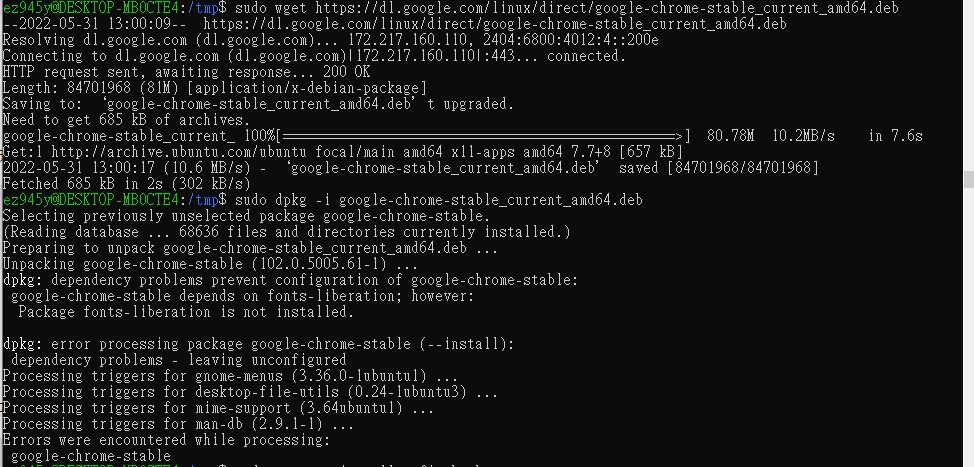 ez945y@DESKTOP-MBOCTE4:/tmp$ sudo wget https://dl.google.com/linux/direct/google-chrome-stable_current_amd64.deb
--2022-05-31 13:00:09--  https://dl.google.com/linux/direct/google-chrome-stable_current_amd64.deb
Resolving dl.google.com (dl.google.com)... 172.217.160.110, 2404:6800:4012:4::200e
Connecting to dl.google.com (dl.google.com)|172.217.160.110|:443... connected.
HTTP request sent, awaiting response... 200 OK
Length: 84701968 (81M) [application/x-debian-package]
Saving to: ‘google-chrome-stable_current_amd64.deb’ t upgraded.
Need to get 685 kB of archives.
google-chrome-stable_current_ 100%[=================================================>]  80.78M  10.2MB/s    in 7.6s
Get:1 http://archive.ubuntu.com/ubuntu focal/main amd64 x11-apps amd64 7.7+8 [657 kB]
2022-05-31 13:00:17 (10.6 MB/s) - ‘google-chrome-stable_current_amd64.deb’ saved [84701968/84701968]
Fetched 685 kB in 2s (302 kB/s)
ez945y@DESKTOP-MBOCTE4:/tmp$ sudo dpkg -i google-chrome-stable_current_amd64.deb
Selecting previously unselected package google-chrome-stable.
(Reading database ... 68636 files and directories currently installed.)
Preparing to unpack google-chrome-stable_current_amd64.deb ...
Unpacking google-chrome-stable (102.0.5005.61-1) ...
dpkg: dependency problems prevent configuration of google-chrome-stable:
 google-chrome-stable depends on fonts-liberation; however:
  Package fonts-liberation is not installed.

dpkg: error processing package google-chrome-stable (--install):
 dependency problems - leaving unconfigured
Processing triggers for gnome-menus (3.36.0-1ubuntu1) ...
Processing triggers for desktop-file-utils (0.24-1ubuntu3) ...
Processing triggers for mime-support (3.64ubuntu1) ...
Processing triggers for man-db (2.9.1-1) ...
Errors were encountered while processing:
 google-chrome-stable